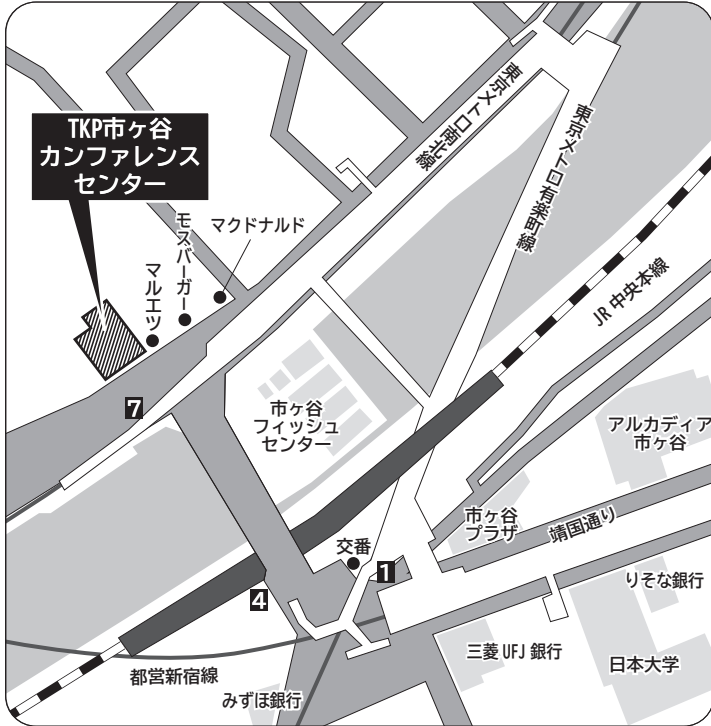 TKP市ヶ谷
カンファレンス
センター
モスバーガー
マクドナルド
マルエツ
東京メトロ南北線
東京メトロ有楽町線
JR 中央本線
7
市ヶ谷
フィッシュ
センター
アルカディア
市ヶ谷
市ヶ谷
プラザ
靖国通り
交番
1
4
りそな銀行
三菱 UFJ 銀行
日本大学
都営新宿線
みずほ銀行